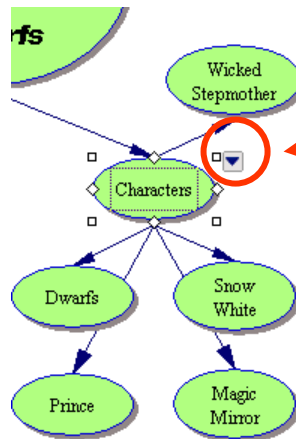 rfs
Wicked
Stepmother
Characters
Dwarfs
Snow
White
Prince
Magic
Mirror